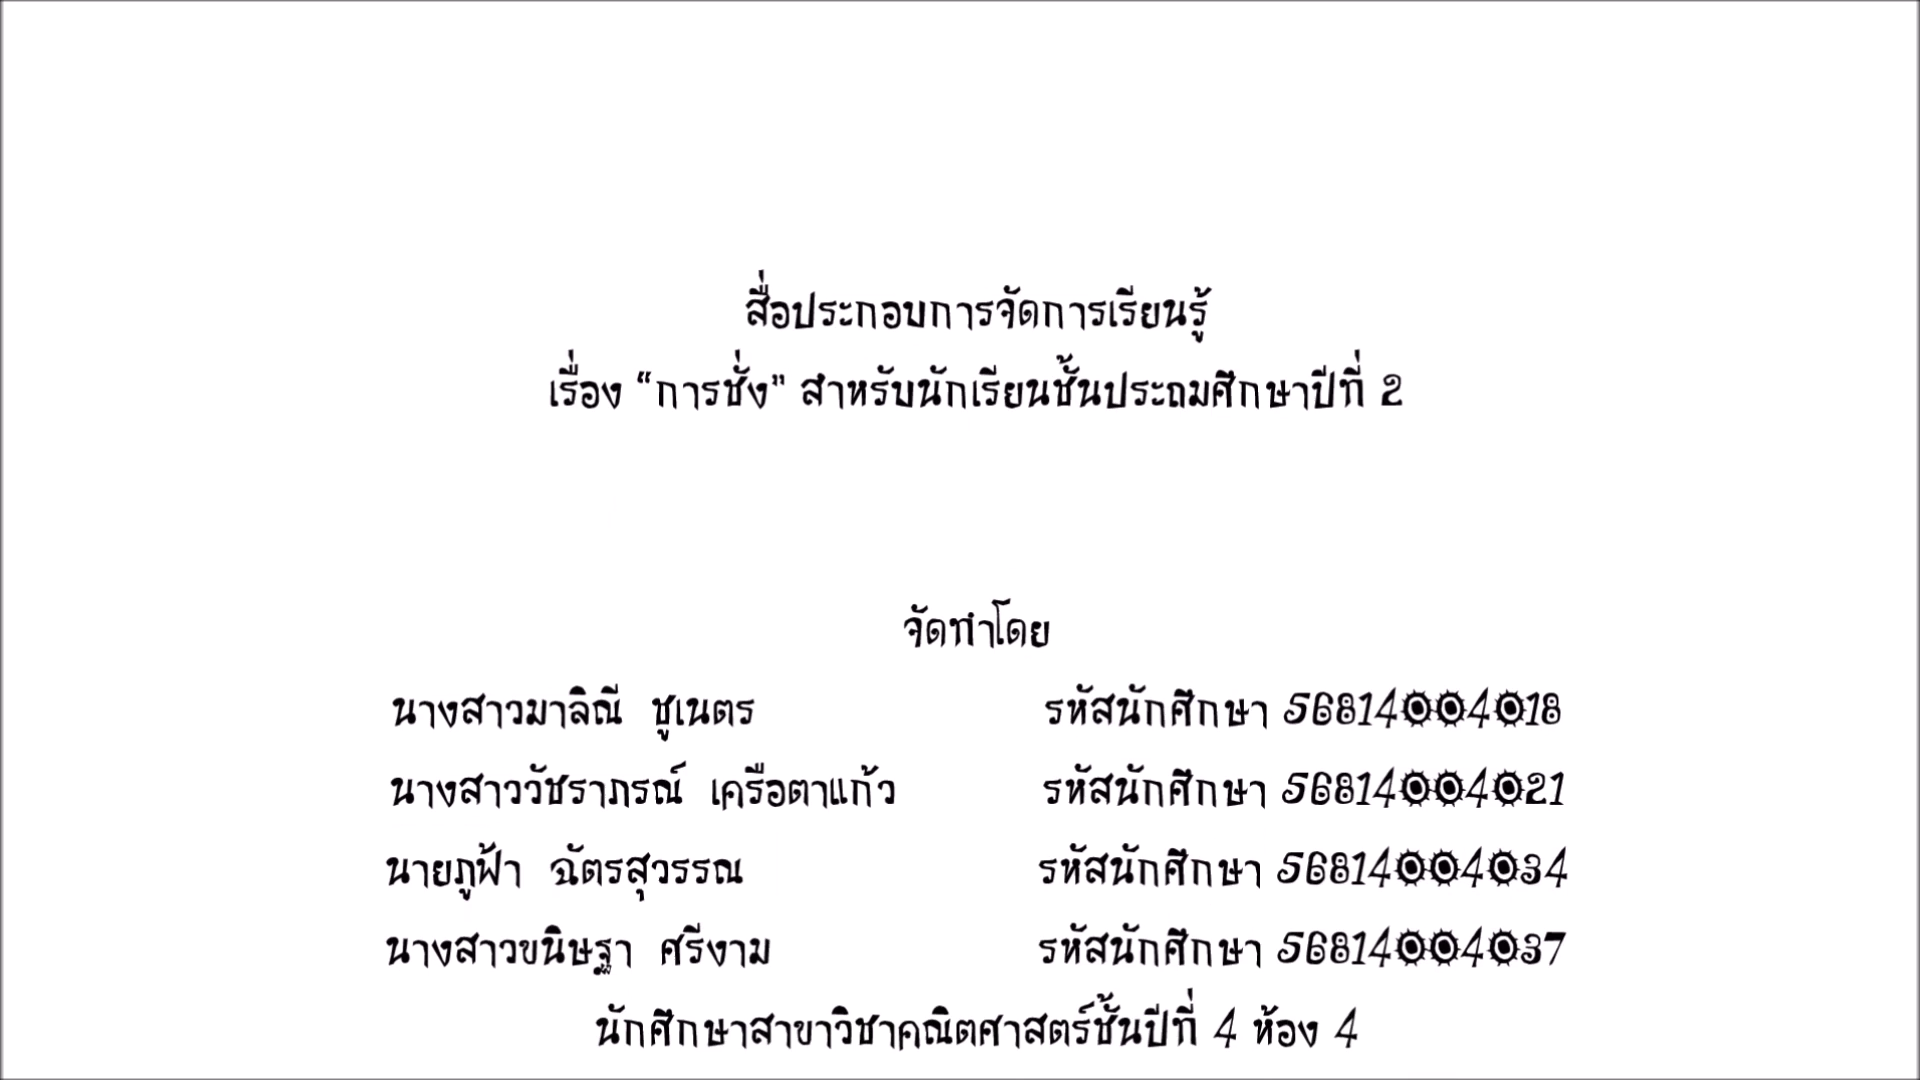 สื่อประกอบการจัดการเรียนรู้
เรื่อง “การชั่ง” สำหรับนักเรียนชั้นประถมศึกษาปีที่ 2
จัดทำโดย
นางสาวมาลิณี ชูเนตร รหัสนักศึกษา 56814004018
นางสาววัชราภรณ์ เครือตาแก้ว รหัสนักศึกษา 56814004021
นายภูฟ้า ฉัตรสุวรรณ รหัสนักศึกษา 56814004034
นางสาวขนิษฐา ศรีงาม รหัสนักศึกษา 56814004037
นักศึกษาสาขาวิชาคณิตศาสตร์ชั้นปีที่ 4 ห้อง 4